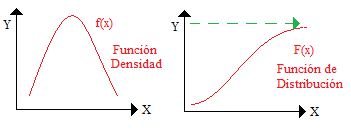 Y
f(x)
Función
Densidad
X
Y
F(x)
Función de
Distribución
X